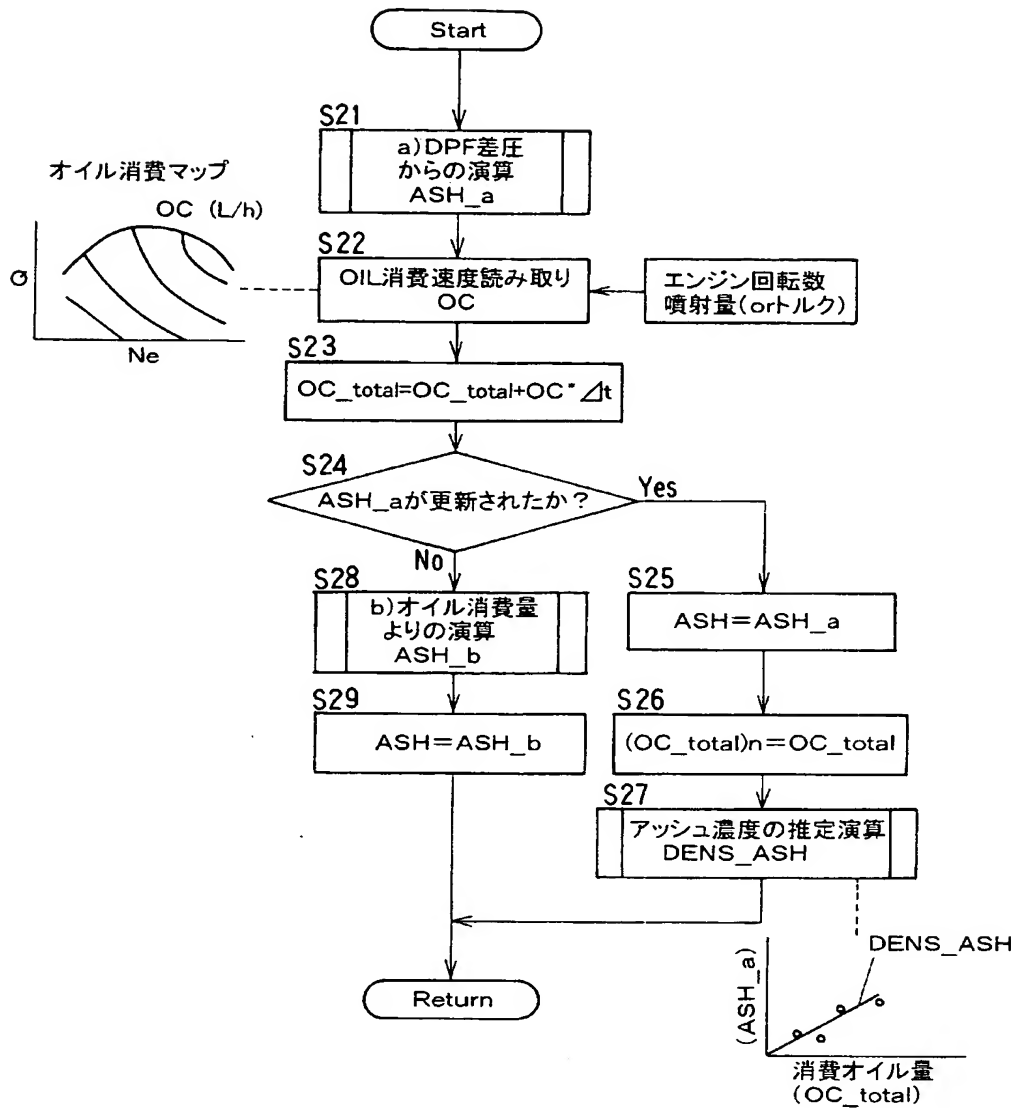 Start
S21
a)DPF差圧
からの演算
ASH_a
オイル消費マップ
OC (L/h)
Q
Ne
S22
OIL消費速度読み取り
OC
エンジン回転数
噴射量(orトルク)
S23
OC_total=OC_total+OC*⊿t
S24
ASH_aが更新されたか?
Yes
No
S28
b)オイル消費量
よりの演算
ASH_b
S25
ASH=ASH_a
S29
ASH=ASH_b
S26
(OC_total)n=OC_total
S27
アッシュ濃度の推定演算
DENS_ASH
Return
DENS_ASH
(ASH_a)
消費オイル量
(OC_total)